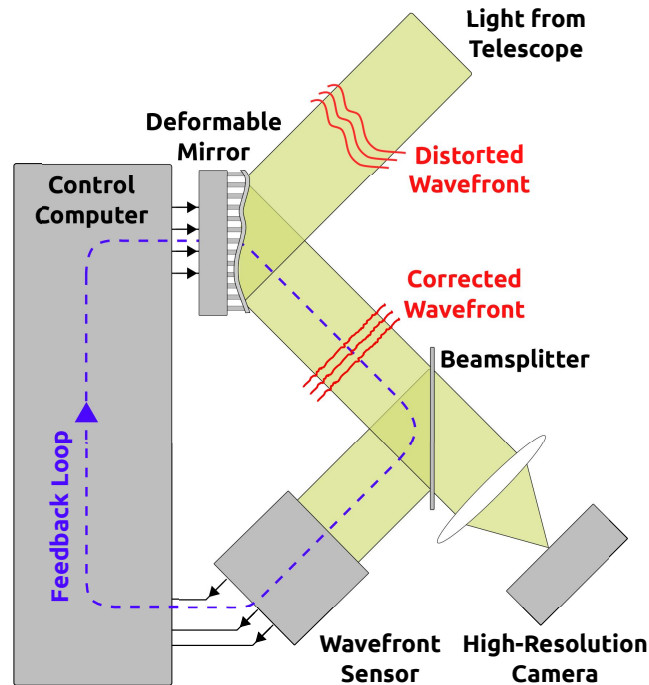 Light from
Telescope
Deformable
Mirror
Distorted
Wavefront
Control
Computer
Corrected
Wavefront
Beamsplitter
Feedback Loop
Wavefront
Sensor
High-Resolution
Camera